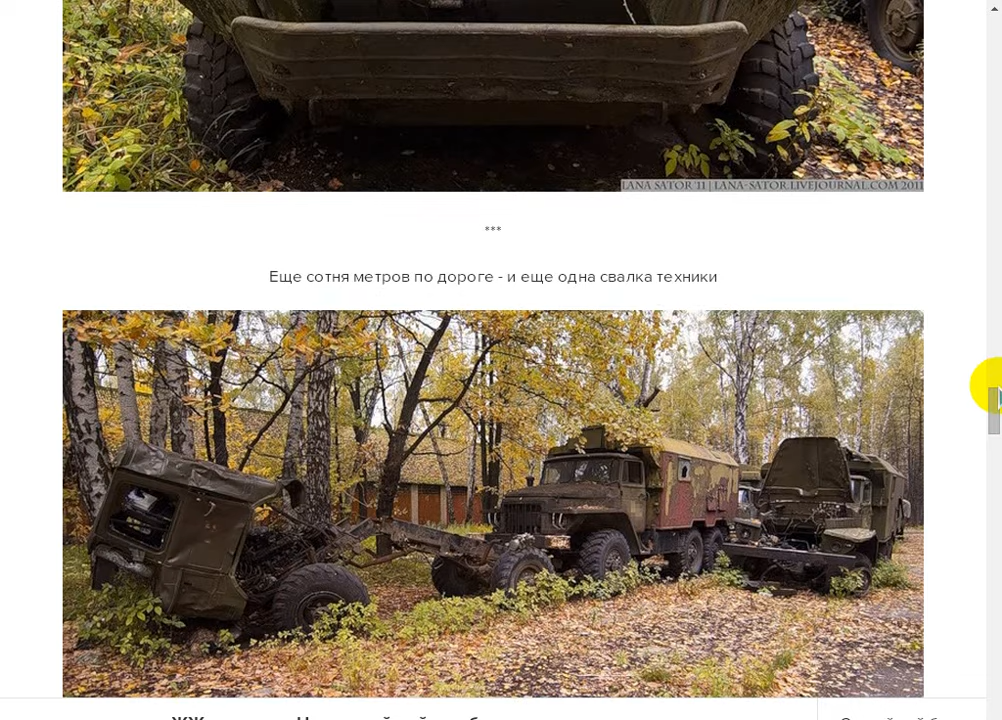 LANA SATOR '11 | LANA-SATOR.LIVEJOURNAL.COM 2011
***
Еще сотня метров по дороге - и еще одна свалка техники